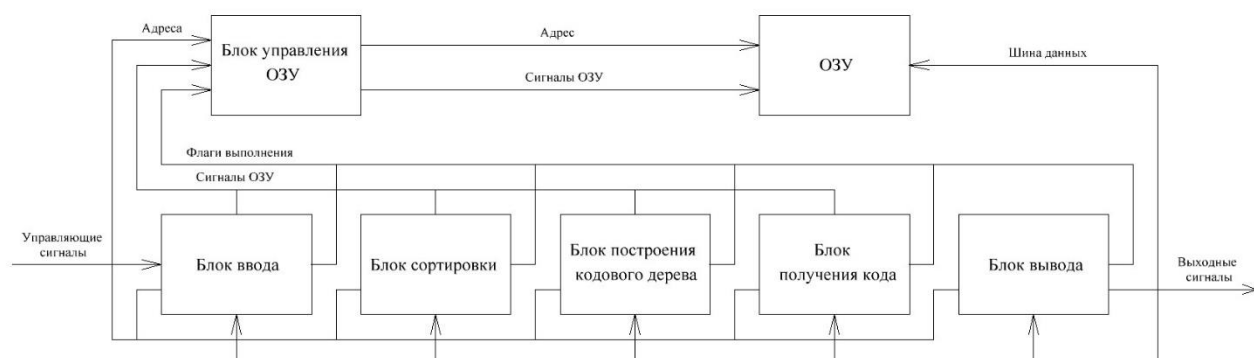 Адреса
Блок управления
ОЗУ
Адрес
Сигналы ОЗУ
ОЗУ
Шина данных
Флаги выполнения
Сигналы ОЗУ
Управляющие
сигналы
Блок ввода
Блок сортировки
Блок построения
кодового дерева
Блок
получения кода
Блок вывода
Выходные
сигналы